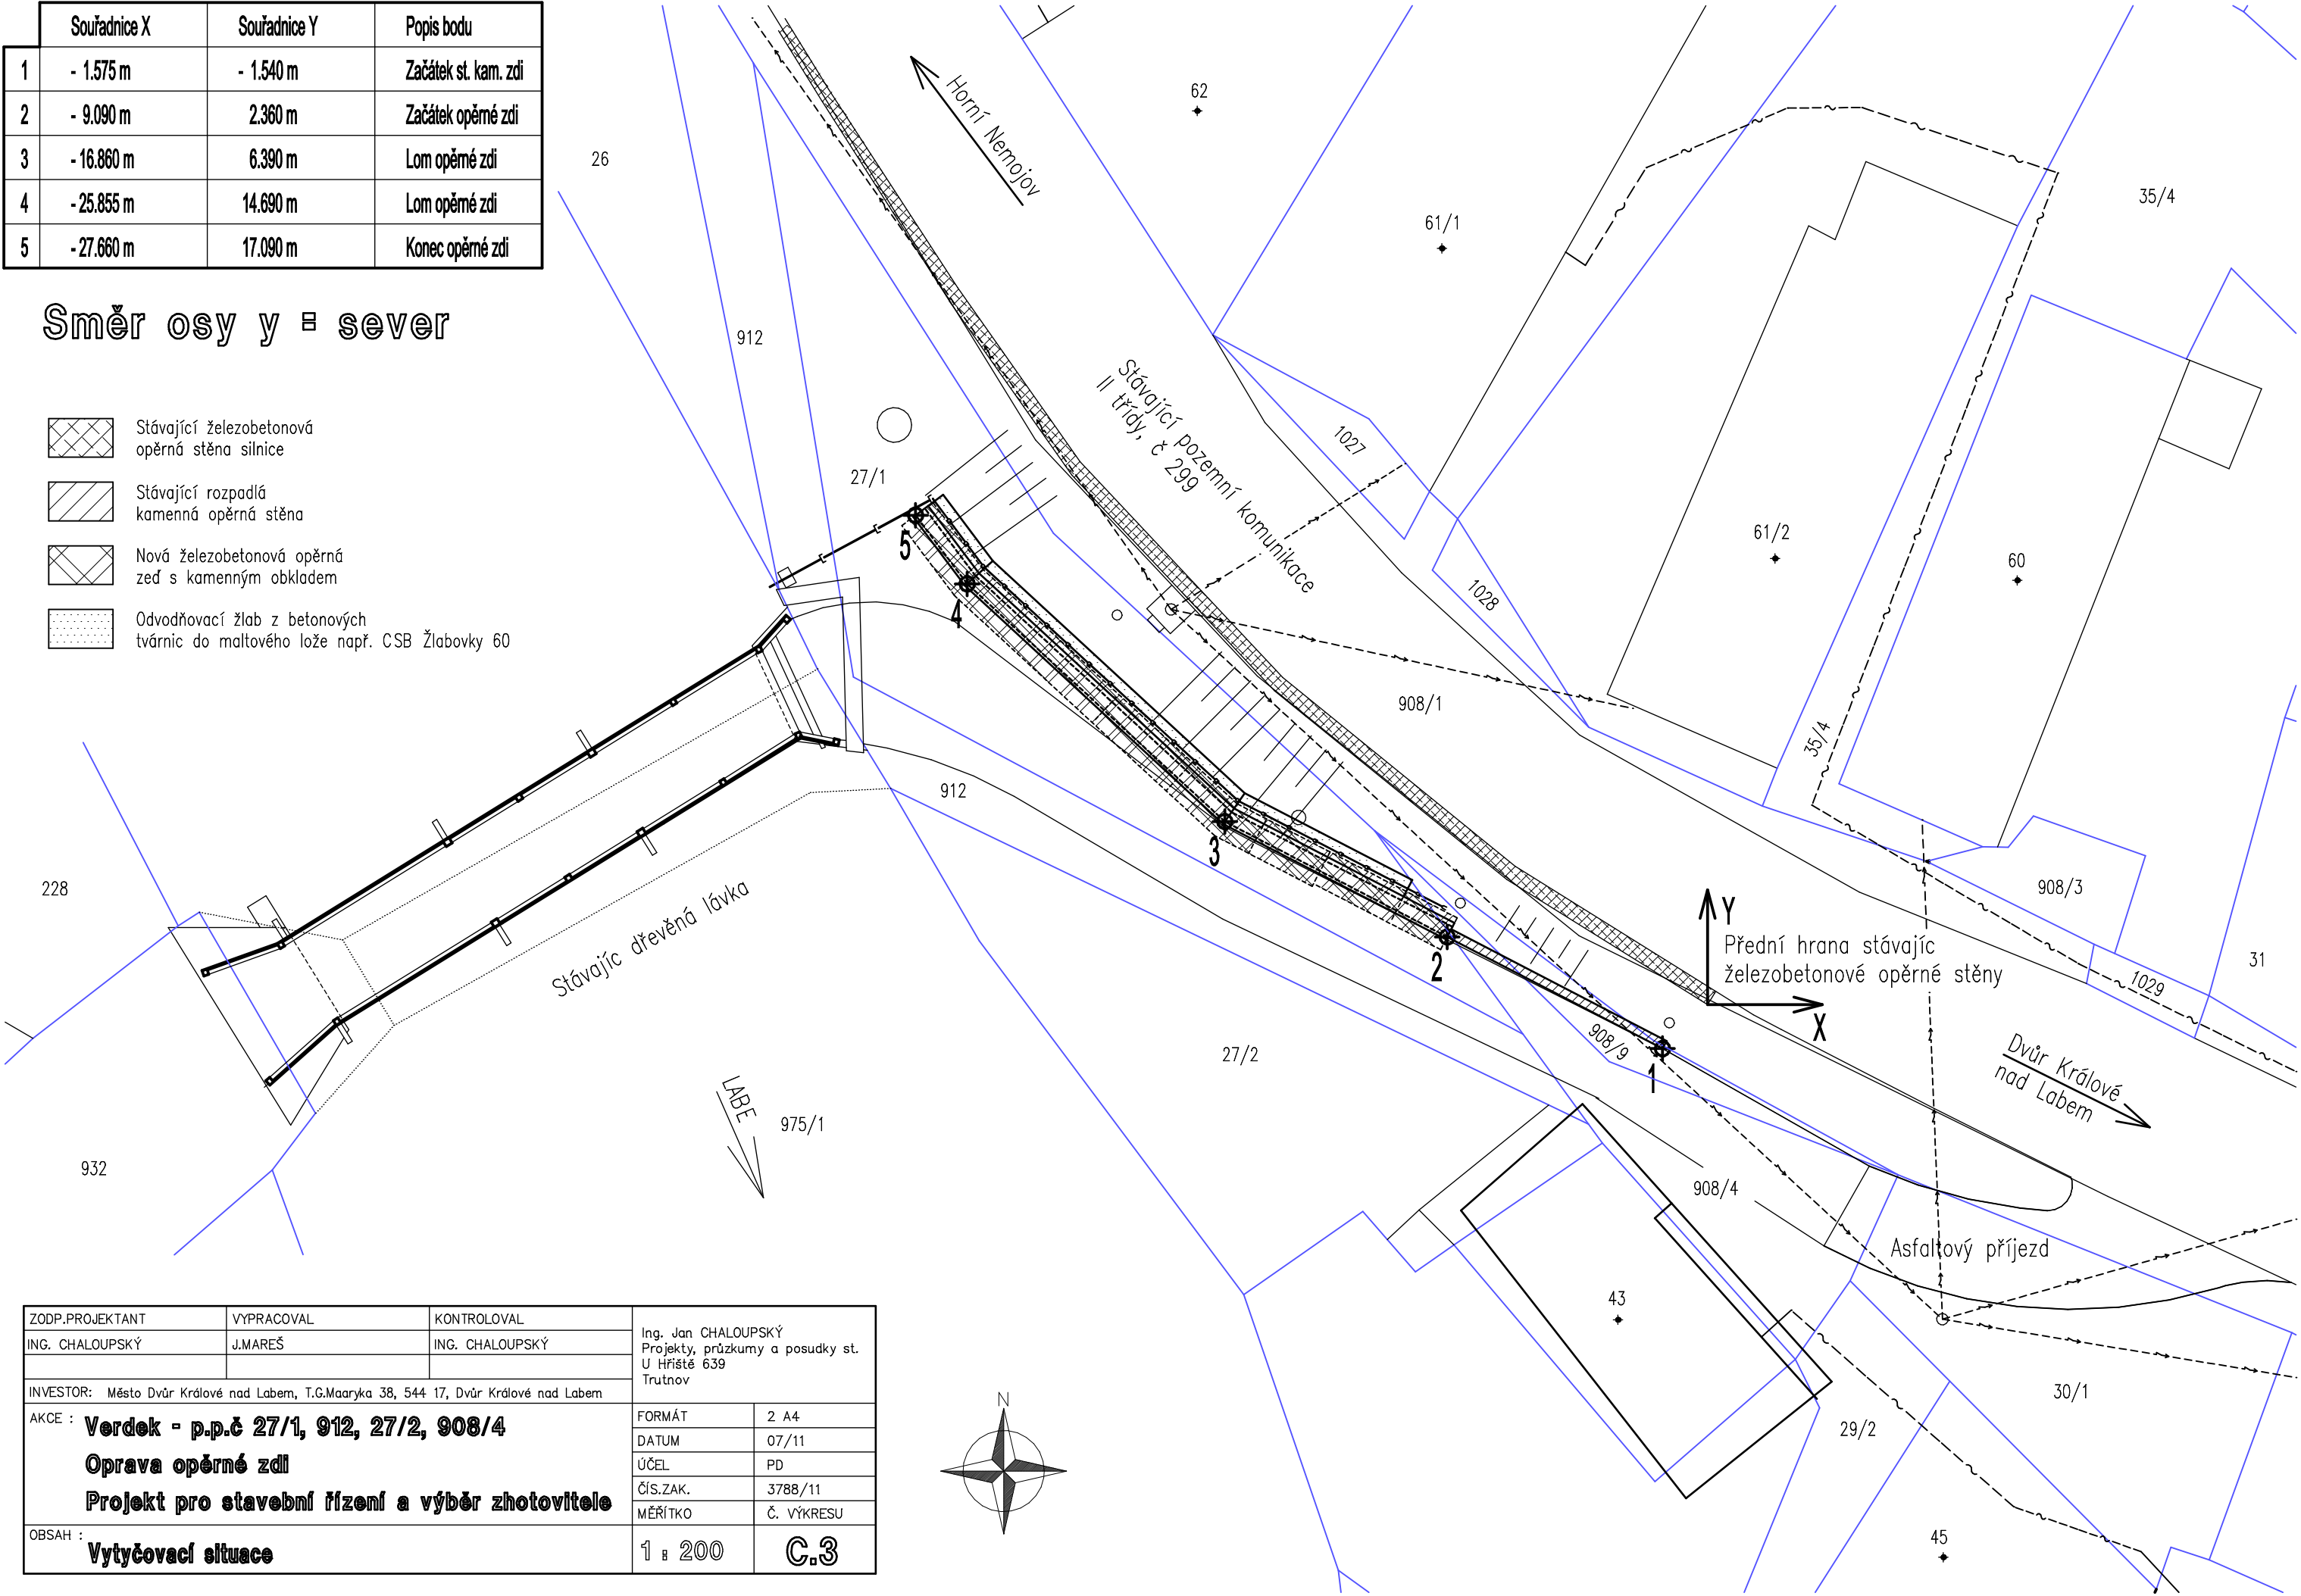 Souřadnice X Souřadnice Y Popis bodu
1 - 1.575 m - 1.540 m Začátek st. kam. zdi
2 - 9.090 m 2.360 m Začátek opěrné zdi
3 - 16.860 m 6.390 m Lom opěrné zdi
4 - 25.855 m 14.690 m Lom opěrné zdi
5 - 27.660 m 17.090 m Konec opěrné zdi
Směr osy y = sever
Stávající železobetonová
opěrná stěna silnice
Stávající rozpadlá
kamenná opěrná stěna
Nová železobetonová opěrná
zeď s kamenným obkladem
Odvodňovací žlab z betonových
tvárnic do maltového lože např. CSB Žlabovky 60
Horní Nemojov
62
26
61/1
35/4
912
27/1
Stávající pozemní komunikace
II třídy, č 299
1027
1028
61/2
60
5
4
908/1
35/4
912
3
228
Stávajíc dřevěná lávka
2
908/3
Y
Přední hrana stávajíc
železobetonové opěrné stěny
X
31
1029
908/9
1
27/2
Dvůr Králové
nad Labem
LABE
975/1
932
908/4
Asfaltový příjezd
43
30/1
29/2
45
N
ZODP.PROJEKTANT VYPRACOVAL KONTROLOVAL
ING. CHALOUPSKÝ J.MAREŠ ING. CHALOUPSKÝ
Ing. Jan CHALOUPSKÝ
Projekty, průzkumy a posudky st.
U Hřiště 639
Trutnov
INVESTOR: Město Dvůr Králové nad Labem, T.G.Maaryka 38, 544 17, Dvůr Králové nad Labem
AKCE : Verdek - p.p.č 27/1, 912, 27/2, 908/4
Oprava opěrné zdi
Projekt pro stavební řízení a výběr zhotovitele
FORMÁT 2 A4
DATUM 07/11
ÚČEL PD
ČÍS.ZAK. 3788/11
MĚŘÍTKO Č. VÝKRESU
1 : 200 C.3
OBSAH : Vytyčovací situace